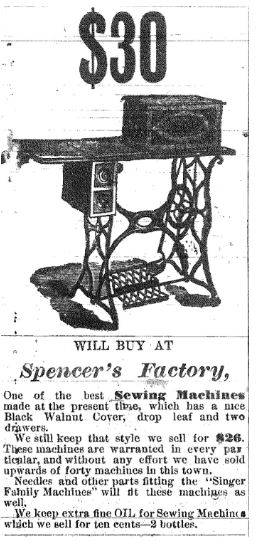 $30
WILL BUY AT
Spencer's Factory,
One of the best Sewing Machines
made at the present time, which has a nice
Black Walnut Cover, drop leaf and two
drawers.
We still keep that style we sell for $26.
These machines are warranted in every par
ticular, and without any effort we have sold
upwards of forty machines in this town.
Needles and other parts fitting the "Singer
Family Machines" will fit these machines as
well.
We keep extra fine OIL for Sewing Machines
which we sell for ten cents—2 bottles.